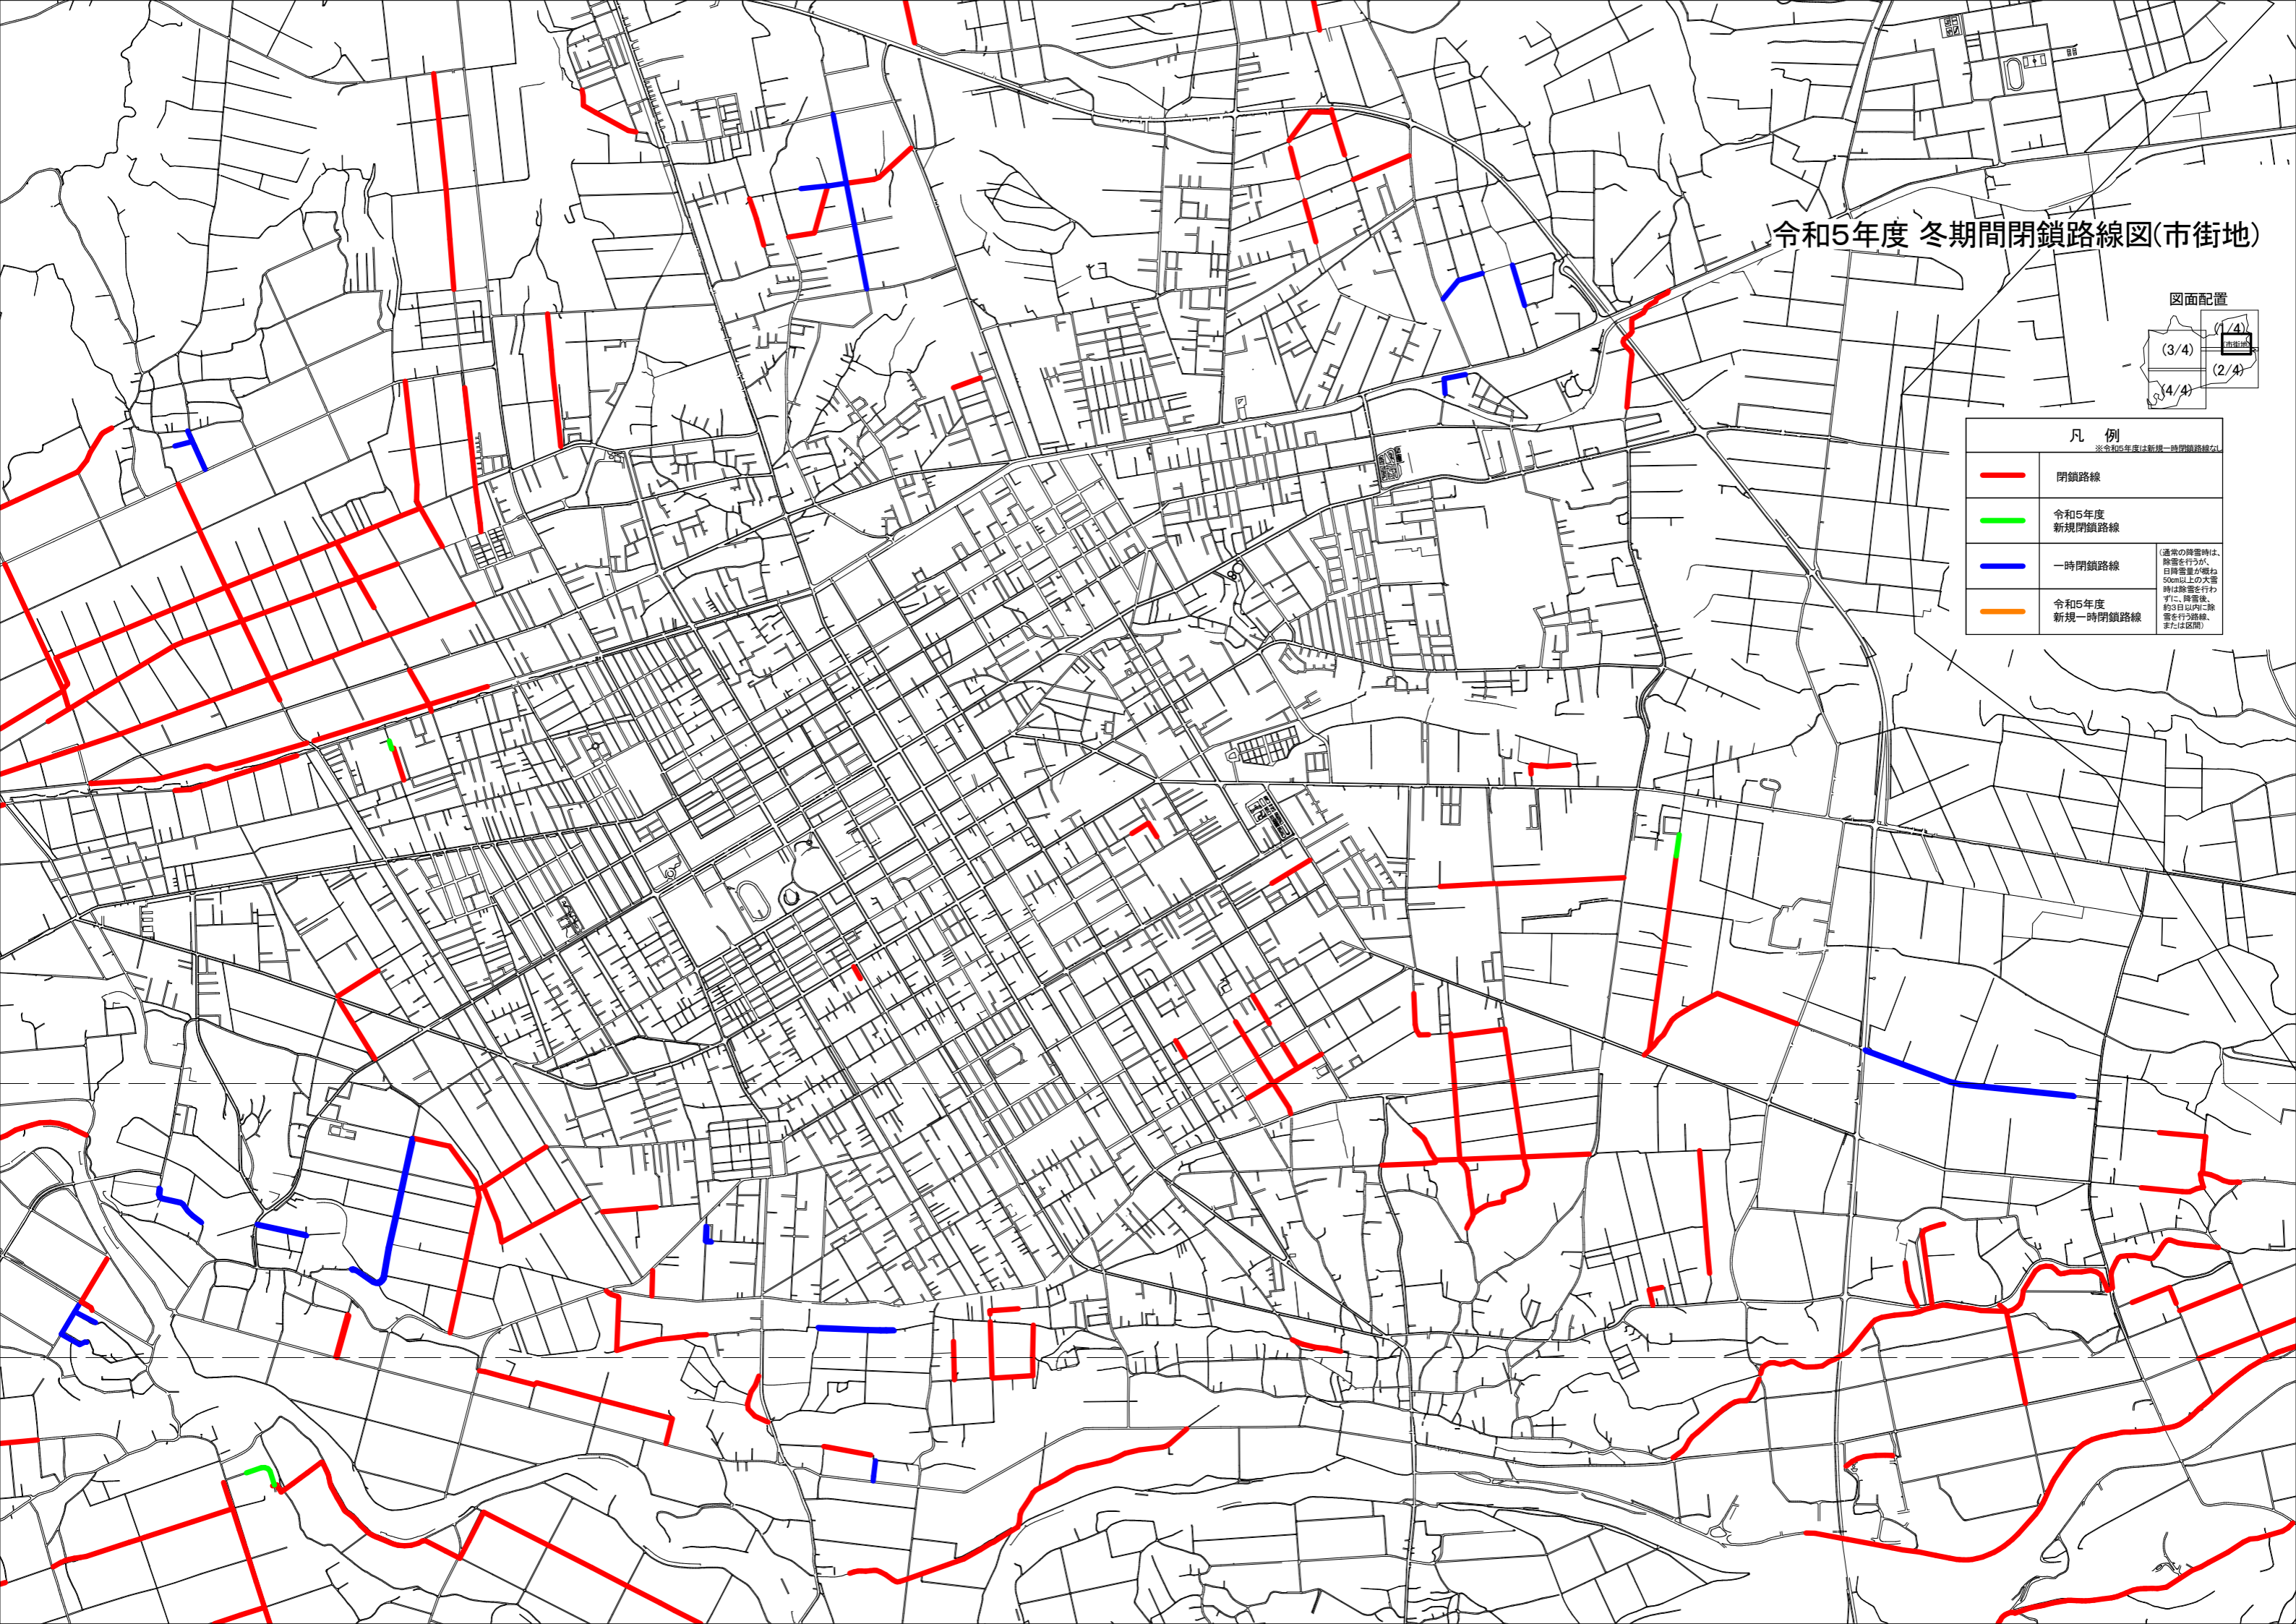 令和5年度 冬期間閉鎖路線図(市街地)
図面配置
(1/4)
(市街地)
(3/4)
(2/4)
(4/4)
凡 例
※令和5年度は新規一時閉鎖路線なし
閉鎖路線
令和5年度
新規閉鎖路線
一時閉鎖路線
(通常の降雪時は、
除雪を行うが、
日降雪量が概ね
50cm以上の大雪
時は除雪を行わ
ずに、降雪後、
約3日以内に除
雪を行う路線、
または区間)
令和5年度
新規一時閉鎖路線